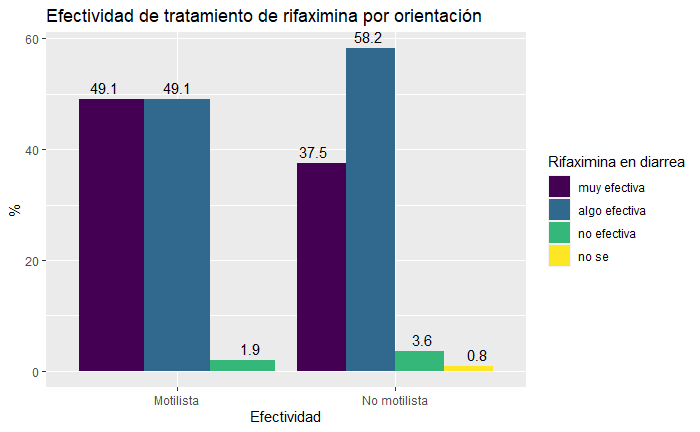 Efectividad de tratamiento de rifaximina por orientación
60
40
20
0
%
49.1
49.1
1.9
37.5
58.2
3.6
0.8
Motilista
No motilista
Efectividad
Rifaximina en diarrea
muy efectiva
algo efectiva
no efectiva
no se